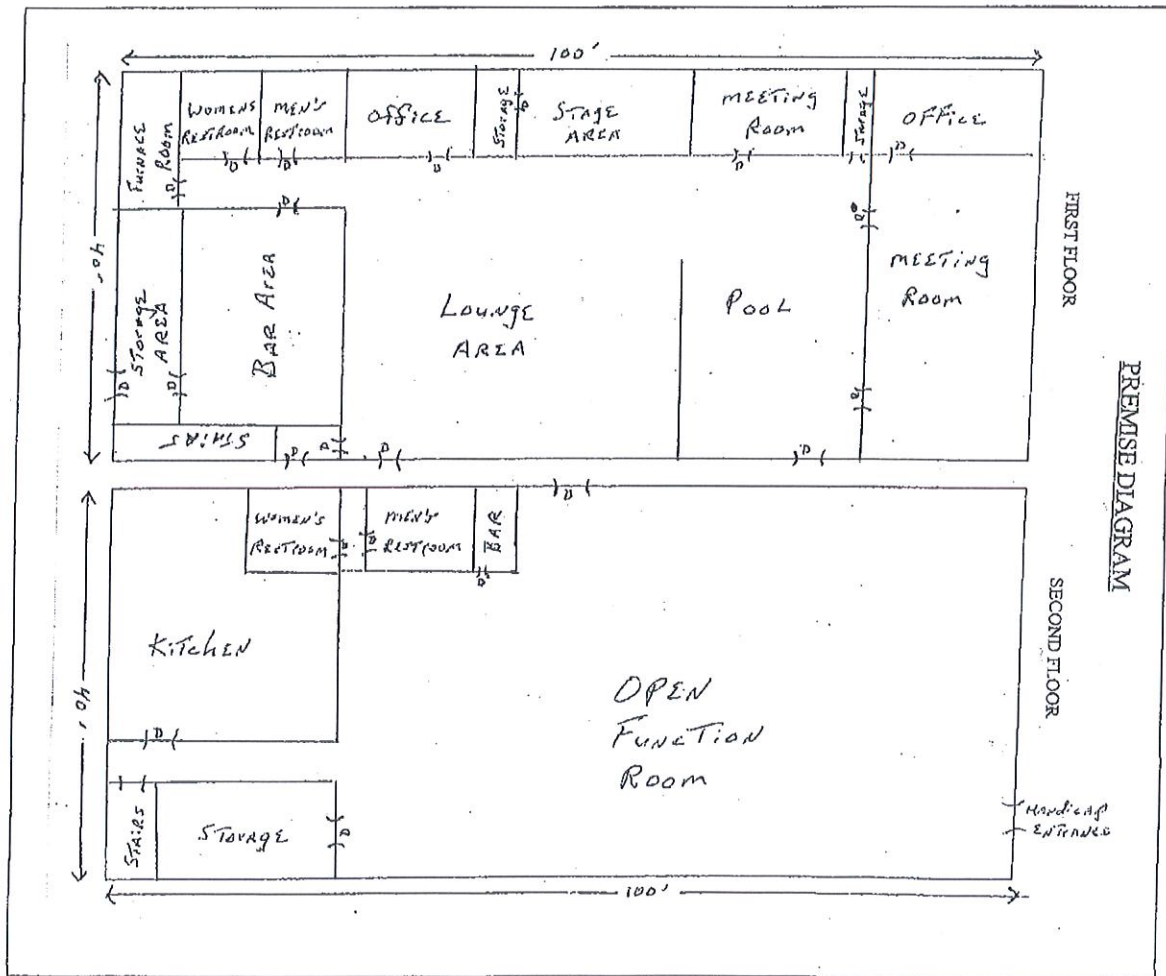 PREMISE DIAGRAM
FIRST FLOOR
100'
40'
FURNACE
ROOM
D
WOMENS
RESTROOM
D
MEN'S
RESTROOM
D
OFFICE
D
STORAGE
D
STAGE
AREA
MEETING
ROOM
D
STORAGE
D
OFFICE
D
STORAGE
AREA
D
D
BAR AREA
D
LOUNGE
AREA
POOL
D
D
MEETING
ROOM
STAIRS
D
D
D
D
SECOND FLOOR
40'
D
WOMEN'S
RESTROOM
D
D
MEN'S
RESTROOM
BAR
D
KITCHEN
D
OPEN
FUNCTION
ROOM
STAIRS
STORAGE
D
HANDICAP
ENTRANCE
100'